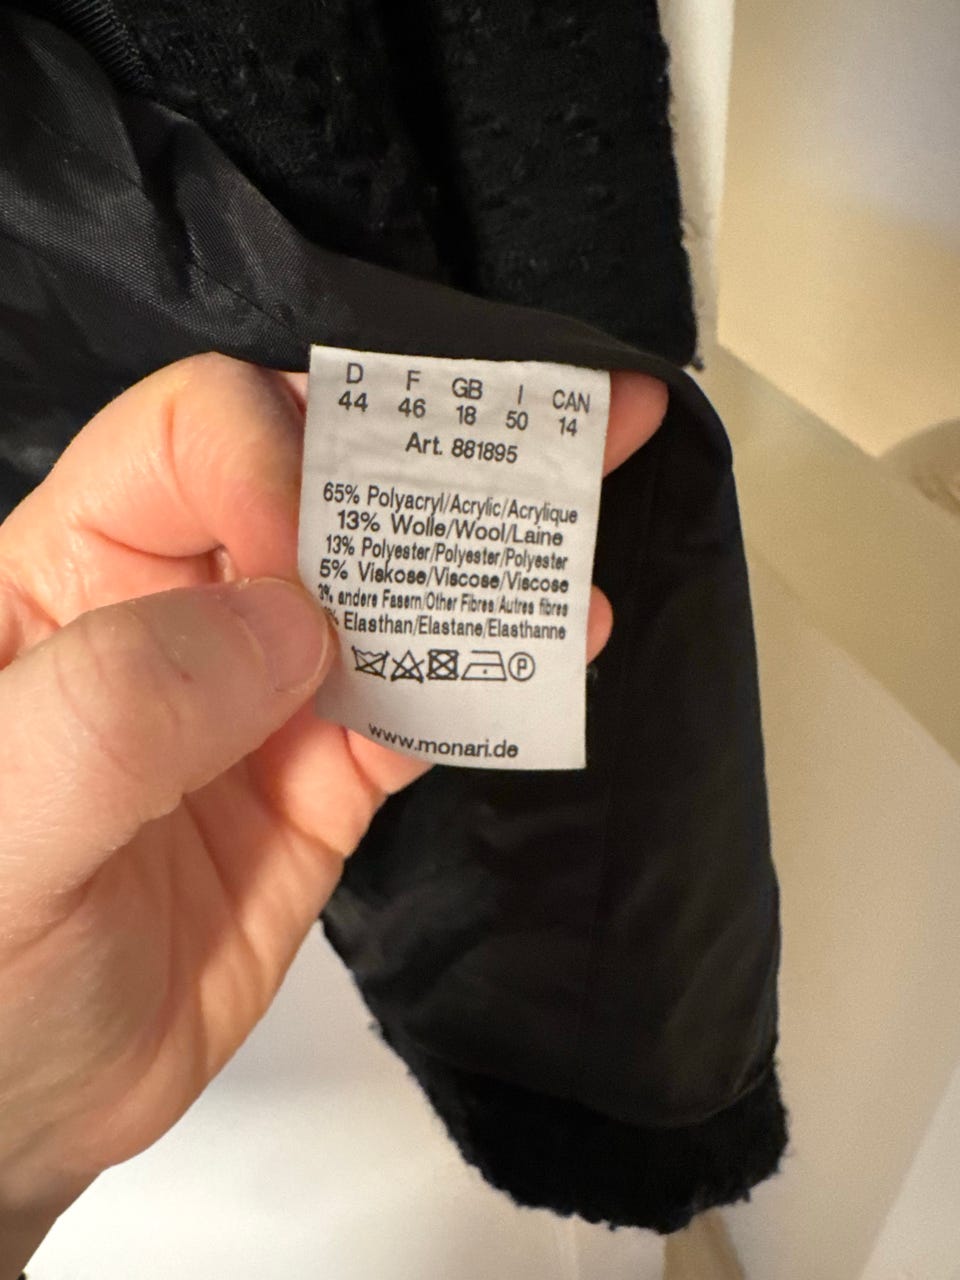 D F GB I CAN
44 46 18 50 14
Art. 881895
65% Polyacryl/Acrylic/Acrylique
13% Wolle/Wool/Laine
13% Polyester/Polyester/Polyester
5% Viskose/Viscose/Viscose
3% andere Fasern/Other Fibres/Autres fibres
% Elasthan/Elastane/Elasthanne
P
www.monari.de